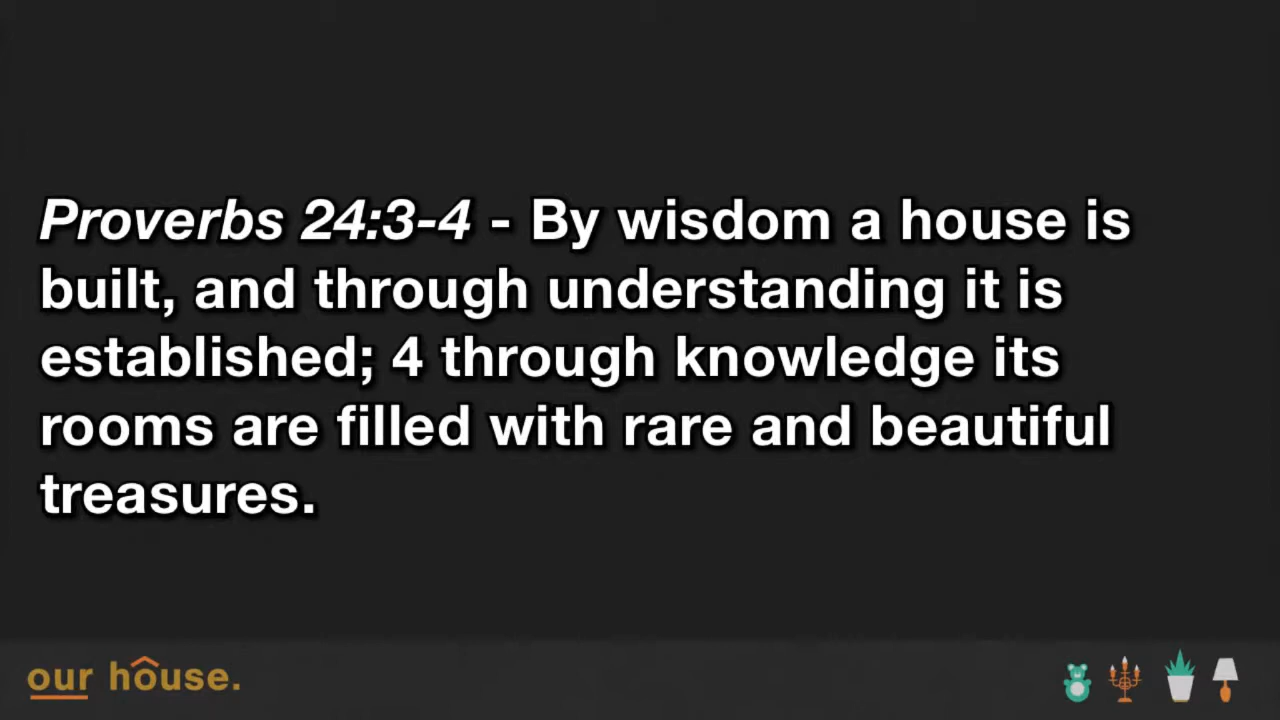 Proverbs 24:3-4 - By wisdom a house is
built, and through understanding it is
established; 4 through knowledge its
rooms are filled with rare and beautiful
treasures.
our house.